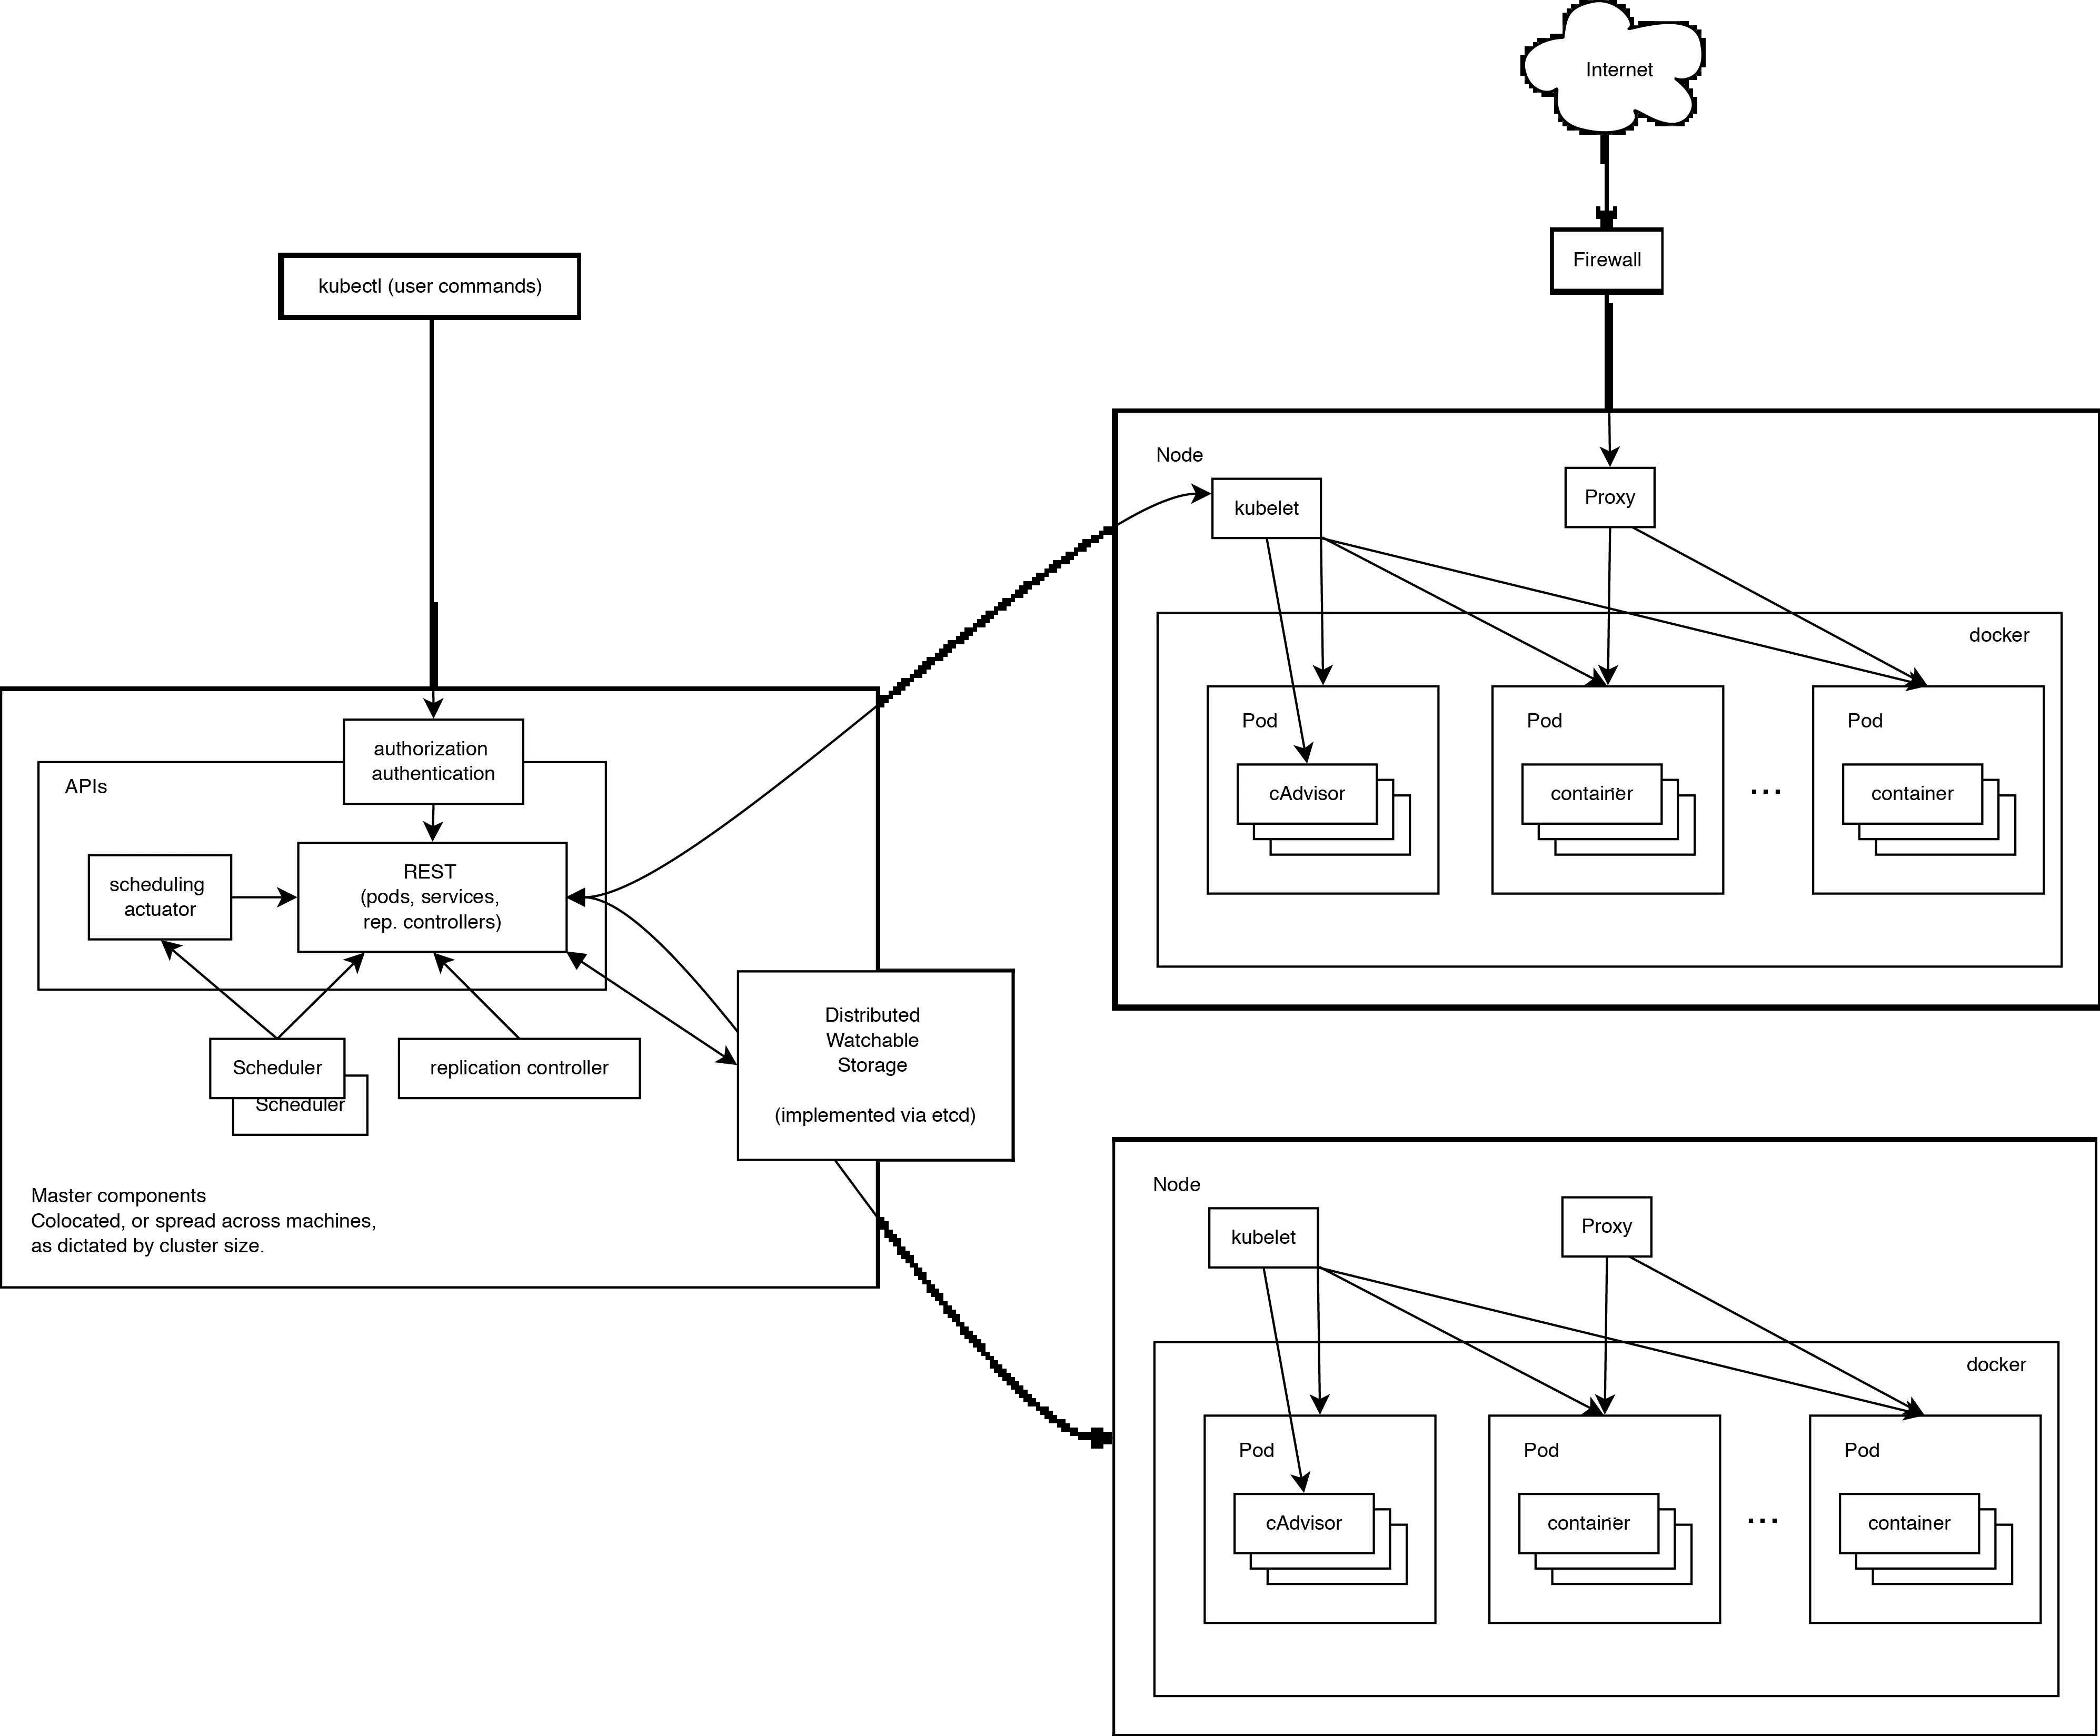 Internet
Firewall
kubectl (user commands)
Node
kubelet
Proxy
docker
Pod
cAdvisor
Pod
container
...
Pod
container
authorization
authentication
APIs
scheduling
actuator
REST
(pods, services,
rep. controllers)
Scheduler
Scheduler
replication controller
Distributed
Watchable
Storage
(implemented via etcd)
Master components
Colocated, or spread across machines,
as dictated by cluster size.
Node
kubelet
Proxy
docker
Pod
cAdvisor
Pod
container
...
Pod
container